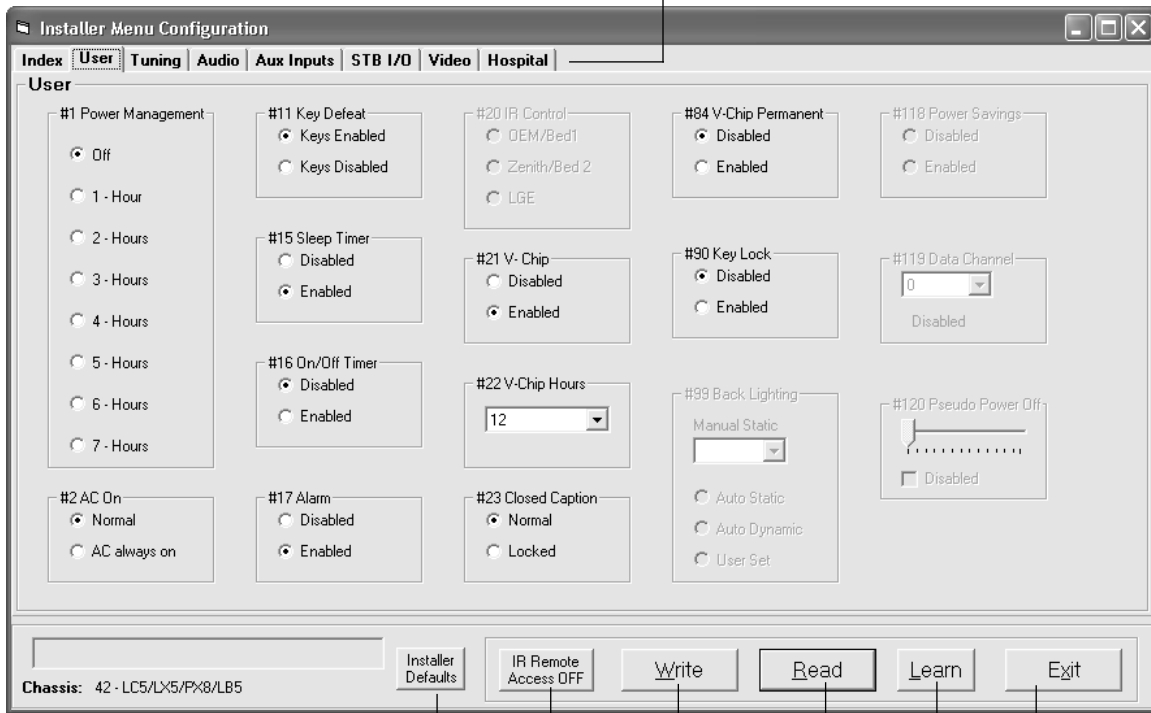 Installer Menu Configuration
Index User Tuning Audio Aux Inputs STB I/O Video Hospital
User
#1 Power Management
Off
1 - Hour
2 - Hours
3 - Hours
4 - Hours
5 - Hours
6 - Hours
7 - Hours
#2 AC On
Normal
AC always on
#11 Key Defeat
Keys Enabled
Keys Disabled
#15 Sleep Timer
Disabled
Enabled
#16 On/Off Timer
Disabled
Enabled
#17 Alarm
Disabled
Enabled
#20 IR Control
OEM/Bed1
Zenith/Bed 2
LGE
#21 V- Chip
Disabled
Enabled
#22 V-Chip Hours
12
#23 Closed Caption
Normal
Locked
#84 V-Chip Permanent
Disabled
Enabled
#90 Key Lock
Disabled
Enabled
#99 Back Lighting
Manual Static
Auto Static
Auto Dynamic
User Set
#118 Power Savings
Disabled
Enabled
#119 Data Channel
0
Disabled
#120 Pseudo Power Off
Disabled
Chassis: 42 - LC5/LX5/PX8/LB5
Installer
Defaults
IR Remote
Access OFF
Write
Read
Learn
Exit